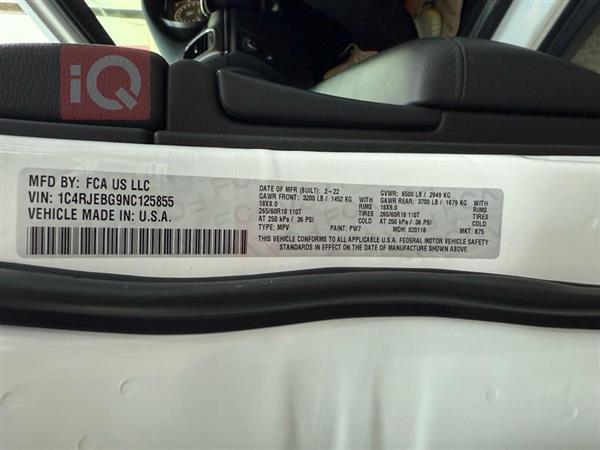 iQ
MFD BY: FCA US LLC
VIN: 1C4RJEBG9NC125855
VEHICLE MADE IN U.S.A.
DATE OF MFR (BUILT): 2-22
GAWR FRONT: 3200 LB / 1452 KG WITH
18X8.0 RIMS
265/60R18 110T TIRES
AT 250 kPa / 36 PSI COLD
TYPE: MPV PAINT: PW7
GVWR: 6500 LB / 2949 KG
GAWR REAR: 3700 LB / 1679 KG WITH
18X8.0 RIMS
265/60R18 110T TIRES
AT 250 kPa / 36 PSI COLD
MDH: 020118 MKT: 875
THIS VEHICLE CONFORMS TO ALL APPLICABLE U.S.A. FEDERAL MOTOR VEHICLE SAFETY
STANDARDS IN EFFECT ON THE DATE OF MANUFACTURE SHOWN ABOVE.